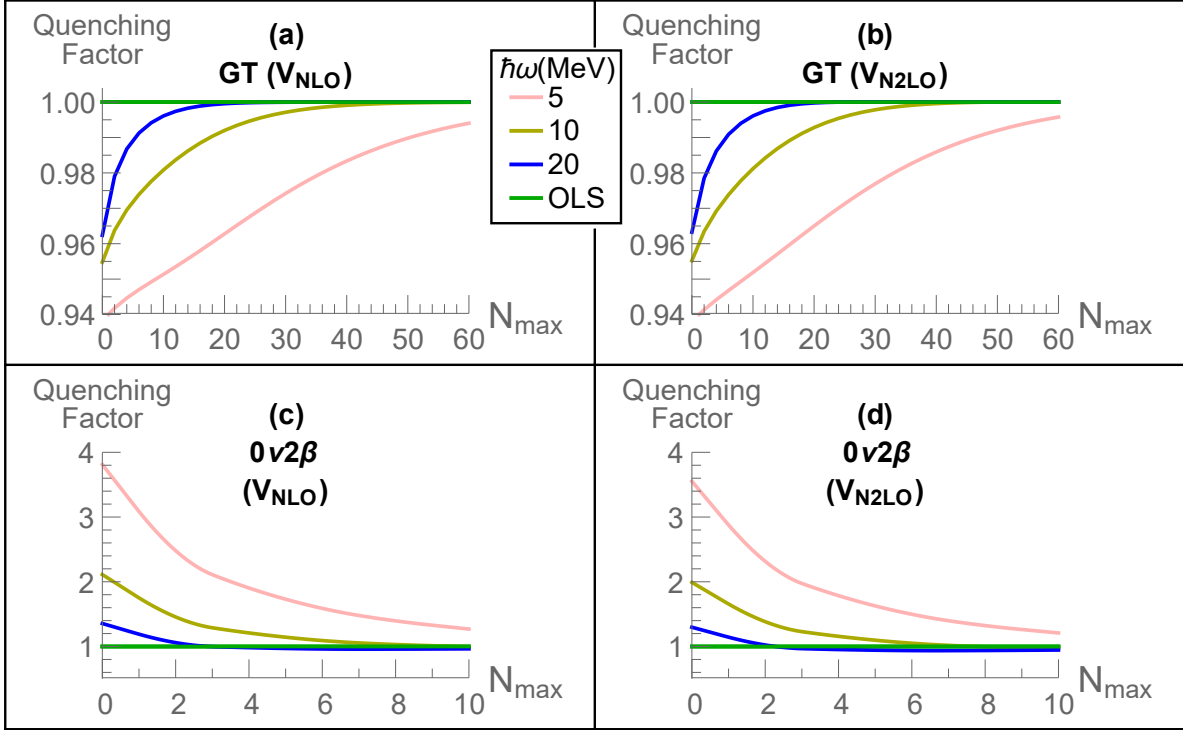 Quenching
Factor
(a)
GT (V_NLO)
1.00
0.98
0.96
0.94
0 10 20 30 40 50 60
N_max
ħω(MeV)
5
10
20
OLS
Quenching
Factor
(b)
GT (V_N2LO)
1.00
0.98
0.96
0.94
0 10 20 30 40 50 60
N_max
Quenching
Factor
(c)
0ν2β
(V_NLO)
4
3
2
1
0 2 4 6 8 10
N_max
Quenching
Factor
(d)
0ν2β
(V_N2LO)
4
3
2
1
0 2 4 6 8 10
N_max